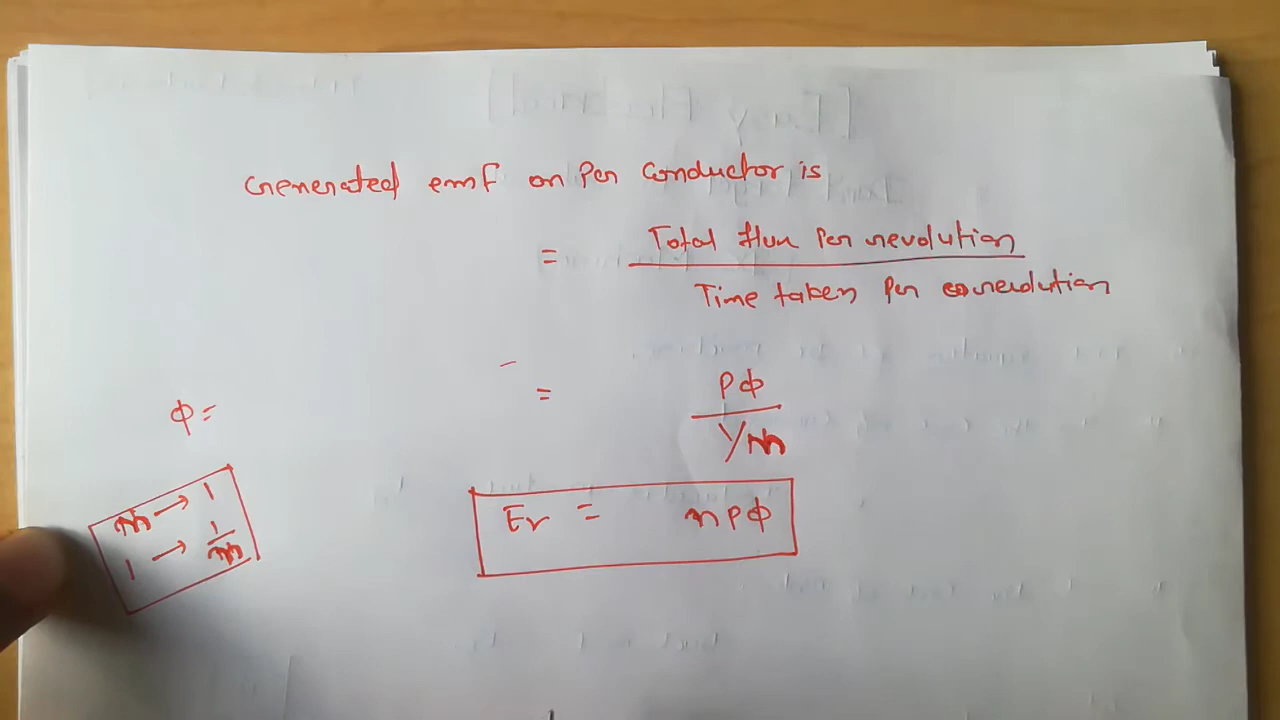 Generated emf on per conductor is
= Total flux per revolution
Time taken per revolution
= Pϕ
1/n
ϕ =
n → 1
1 → 1/n
Er = nPϕ